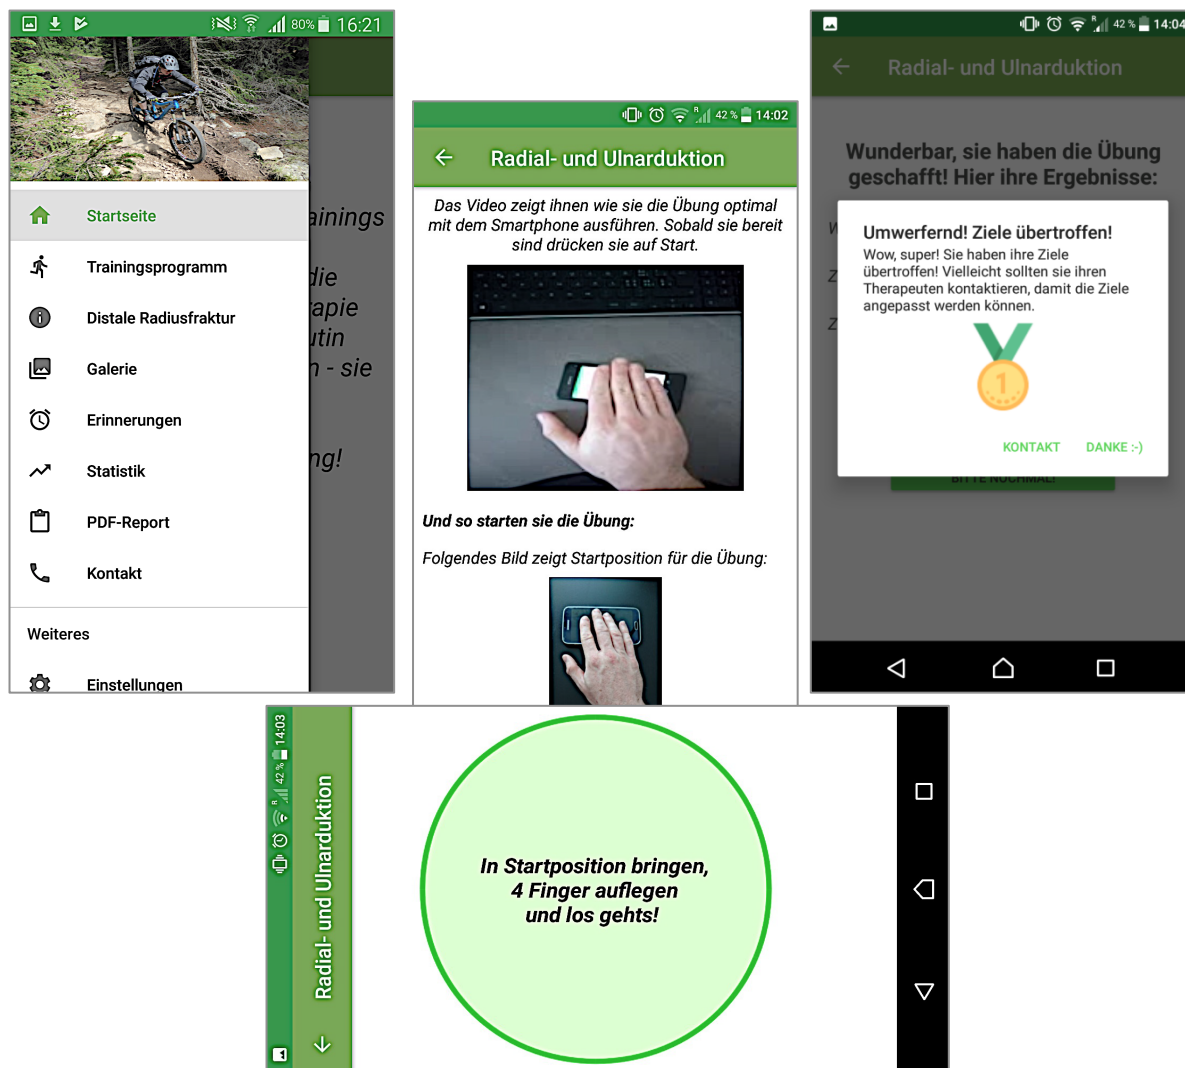 80% 16:21
Startseite
Trainingsprogramm
Distale Radiusfraktur
Galerie
Erinnerungen
Statistik
PDF-Report
Kontakt
Weiteres
Einstellungen
ainings
die
apie
utin
n - sie
ng!
R 42 % 14:02
Radial- und Ulnarduktion
Das Video zeigt ihnen wie sie die Übung optimal
mit dem Smartphone ausführen. Sobald sie bereit
sind drücken sie auf Start.
Und so starten sie die Übung:
Folgendes Bild zeigt Startposition für die Übung:
R 42 % 14:04
Radial- und Ulnarduktion
Wunderbar, sie haben die Übung
geschafft! Hier ihre Ergebnisse:
W
Z
Z
Umwerfernd! Ziele übertroffen!
Wow, super! Sie haben ihre Ziele
übertroffen! Vielleicht sollten sie ihren
Therapeuten kontaktieren, damit die Ziele
angepasst werden können.
1
KONTAKT DANKE :-)
BITTE NOCHMAL!
R 42 % 14:03
Radial- und Ulnarduktion
In Startposition bringen,
4 Finger auflegen
und los gehts!